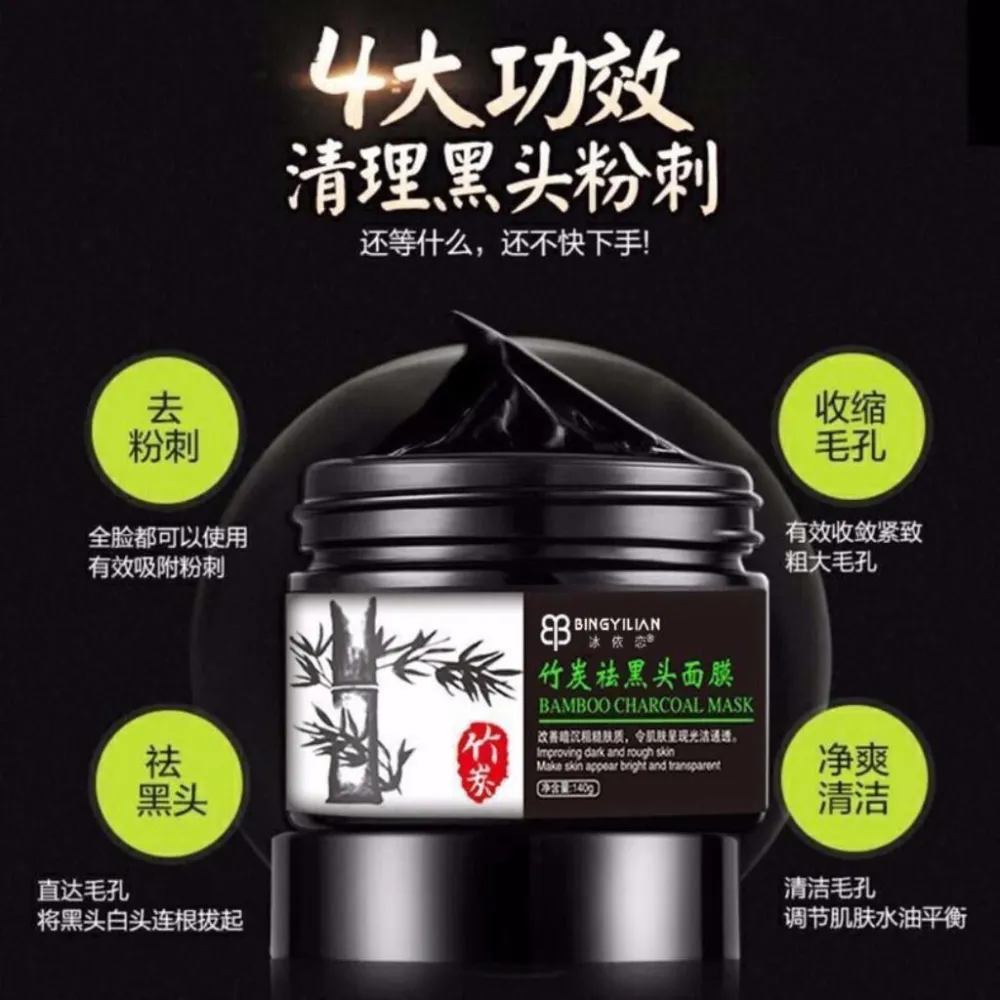 4大功效
清理黑头粉刺
还等什么，还不快下手!
去
粉刺
全脸都可以使用
有效吸附粉刺
收缩
毛孔
有效收敛紧致
粗大毛孔
BINGYILIAN
冰依恋®
竹炭祛黑头面膜
BAMBOO CHARCOAL MASK
改善暗沉粗糙肤质，令肌肤呈现光洁通透。
Improving dark and rough skin
Make skin appear bright and transparent
净含量:140g
竹炭
祛
黑头
直达毛孔
将黑头白头连根拔起
净爽
清洁
清洁毛孔
调节肌肤水油平衡